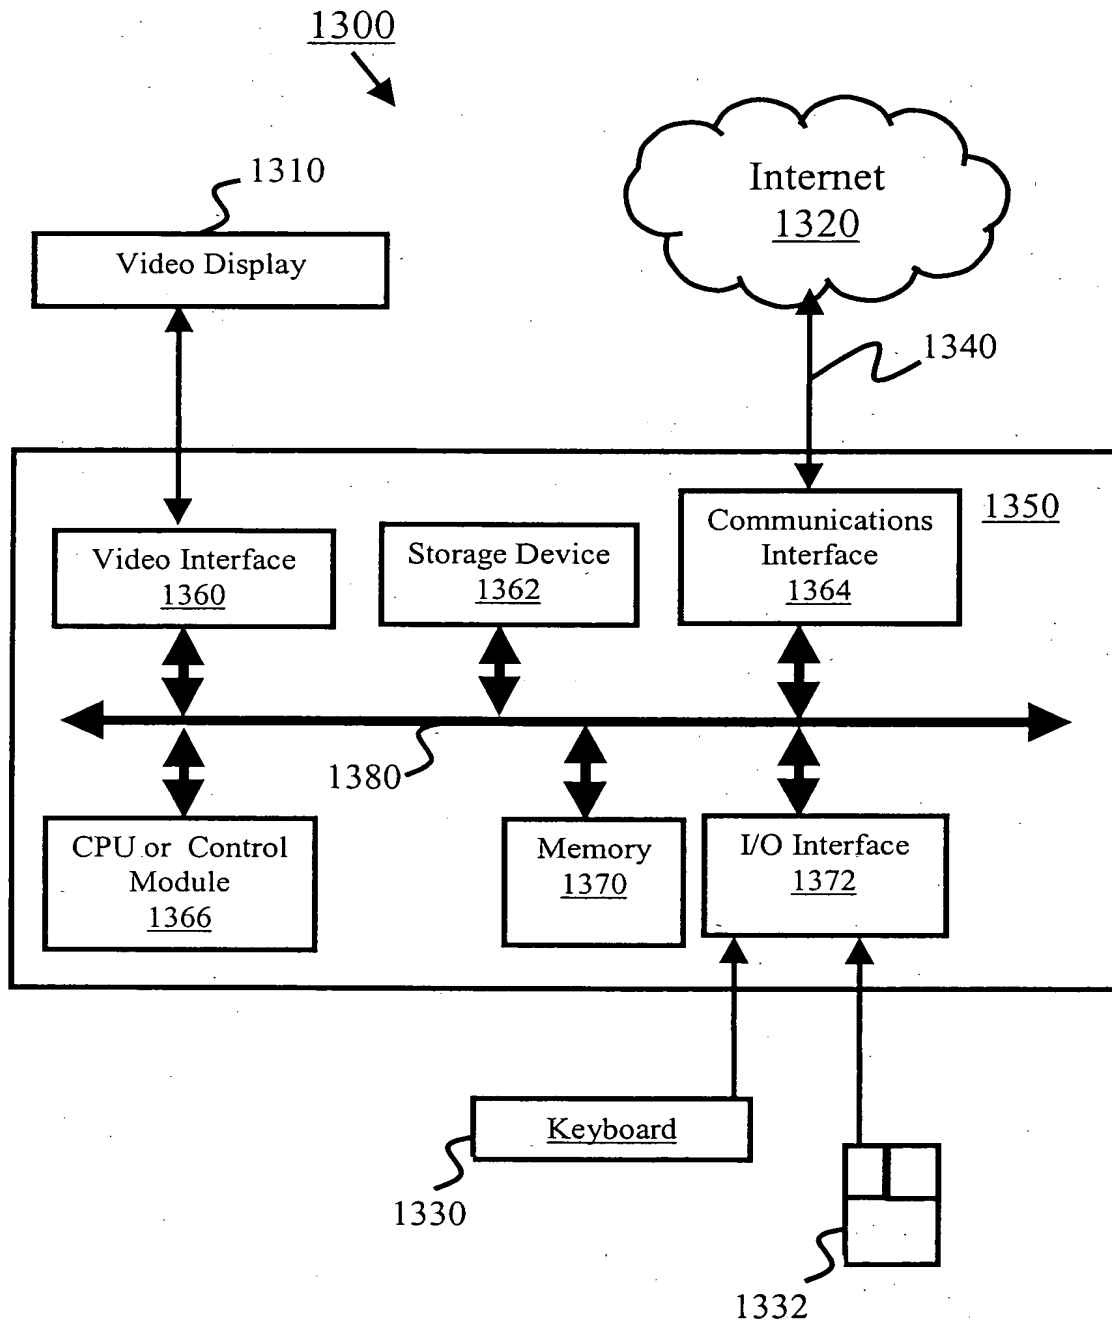 1300
1310
Video Display
Internet
1320
1340
1350
Video Interface
1360
Storage Device
1362
Communications
Interface
1364
1380
CPU or Control
Module
1366
Memory
1370
I/O Interface
1372
Keyboard
1330
1332